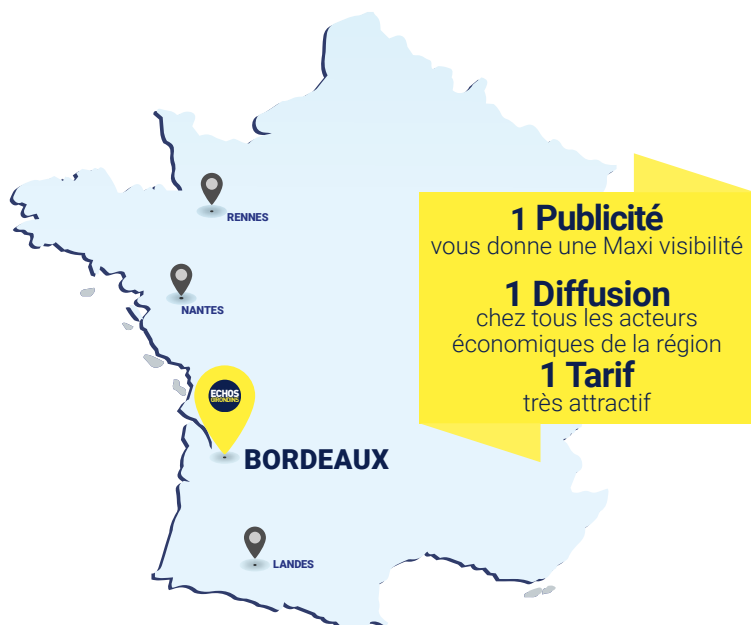 RENNES
1 Publicité
vous donne une Maxi visibilité
1 Diffusion
chez tous les acteurs
économiques de la région
1 Tarif
très attractif
NANTES
ECHOS
GIRONDINS
BORDEAUX
LANDES